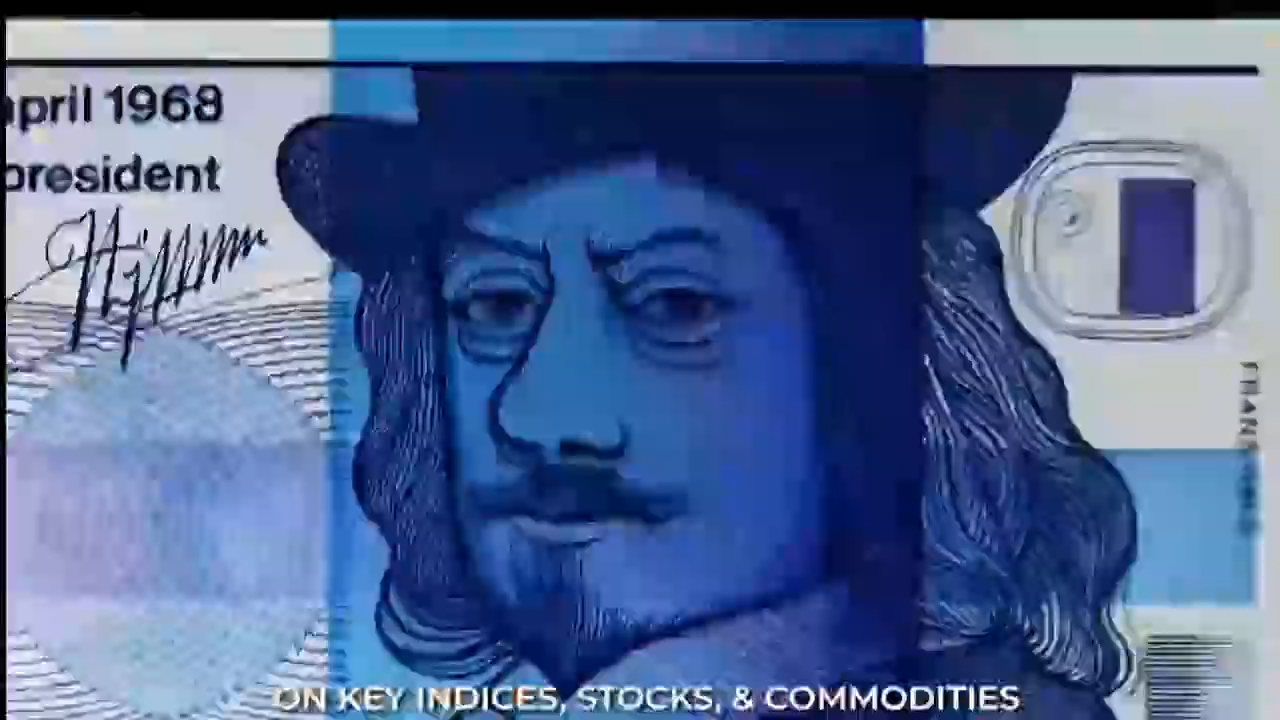 april 1968
president
ON KEY INDICES, STOCKS, & COMMODITIES